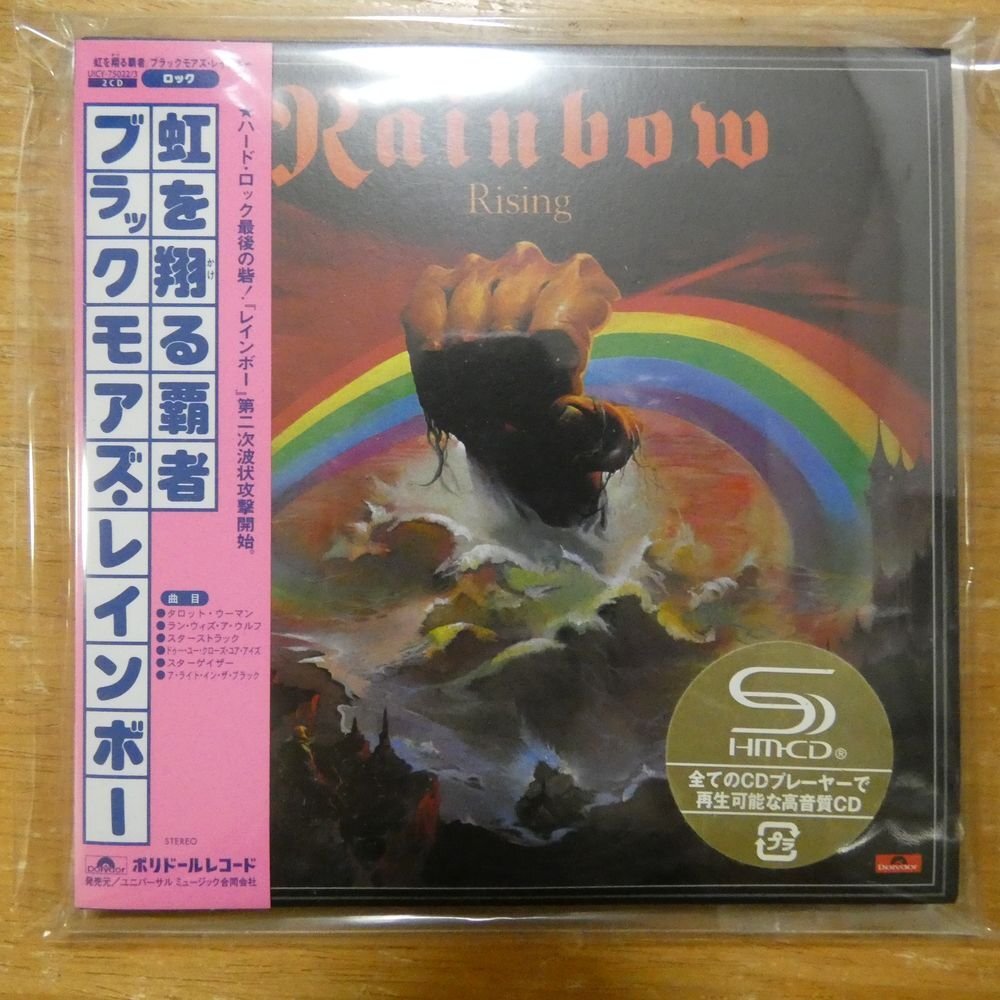 虹を翔る覇者/ブラックモアズ・レインボー
UICY-75022/3
2CD
ロック
虹を翔る覇者
かけ
ブラックモアズ・レインボー
★ハード・ロック最後の砦!「レインボー」第二次波状攻撃開始。
曲目
●タロット・ウーマン
●ラン・ウィズ・ア・ウルフ
●スターストラック
●ドゥー・ユー・クローズ・ユア・アイズ
●スターゲイザー
●ア・ライト・イン・ザ・ブラック
STEREO
Polydor ポリドールレコード
発売元/ユニバーサル ミュージック合同会社
Rainbow
Rising
SHM-CD®
全てのCDプレーヤーで
再生可能な高音質CD
プラ
Polydor